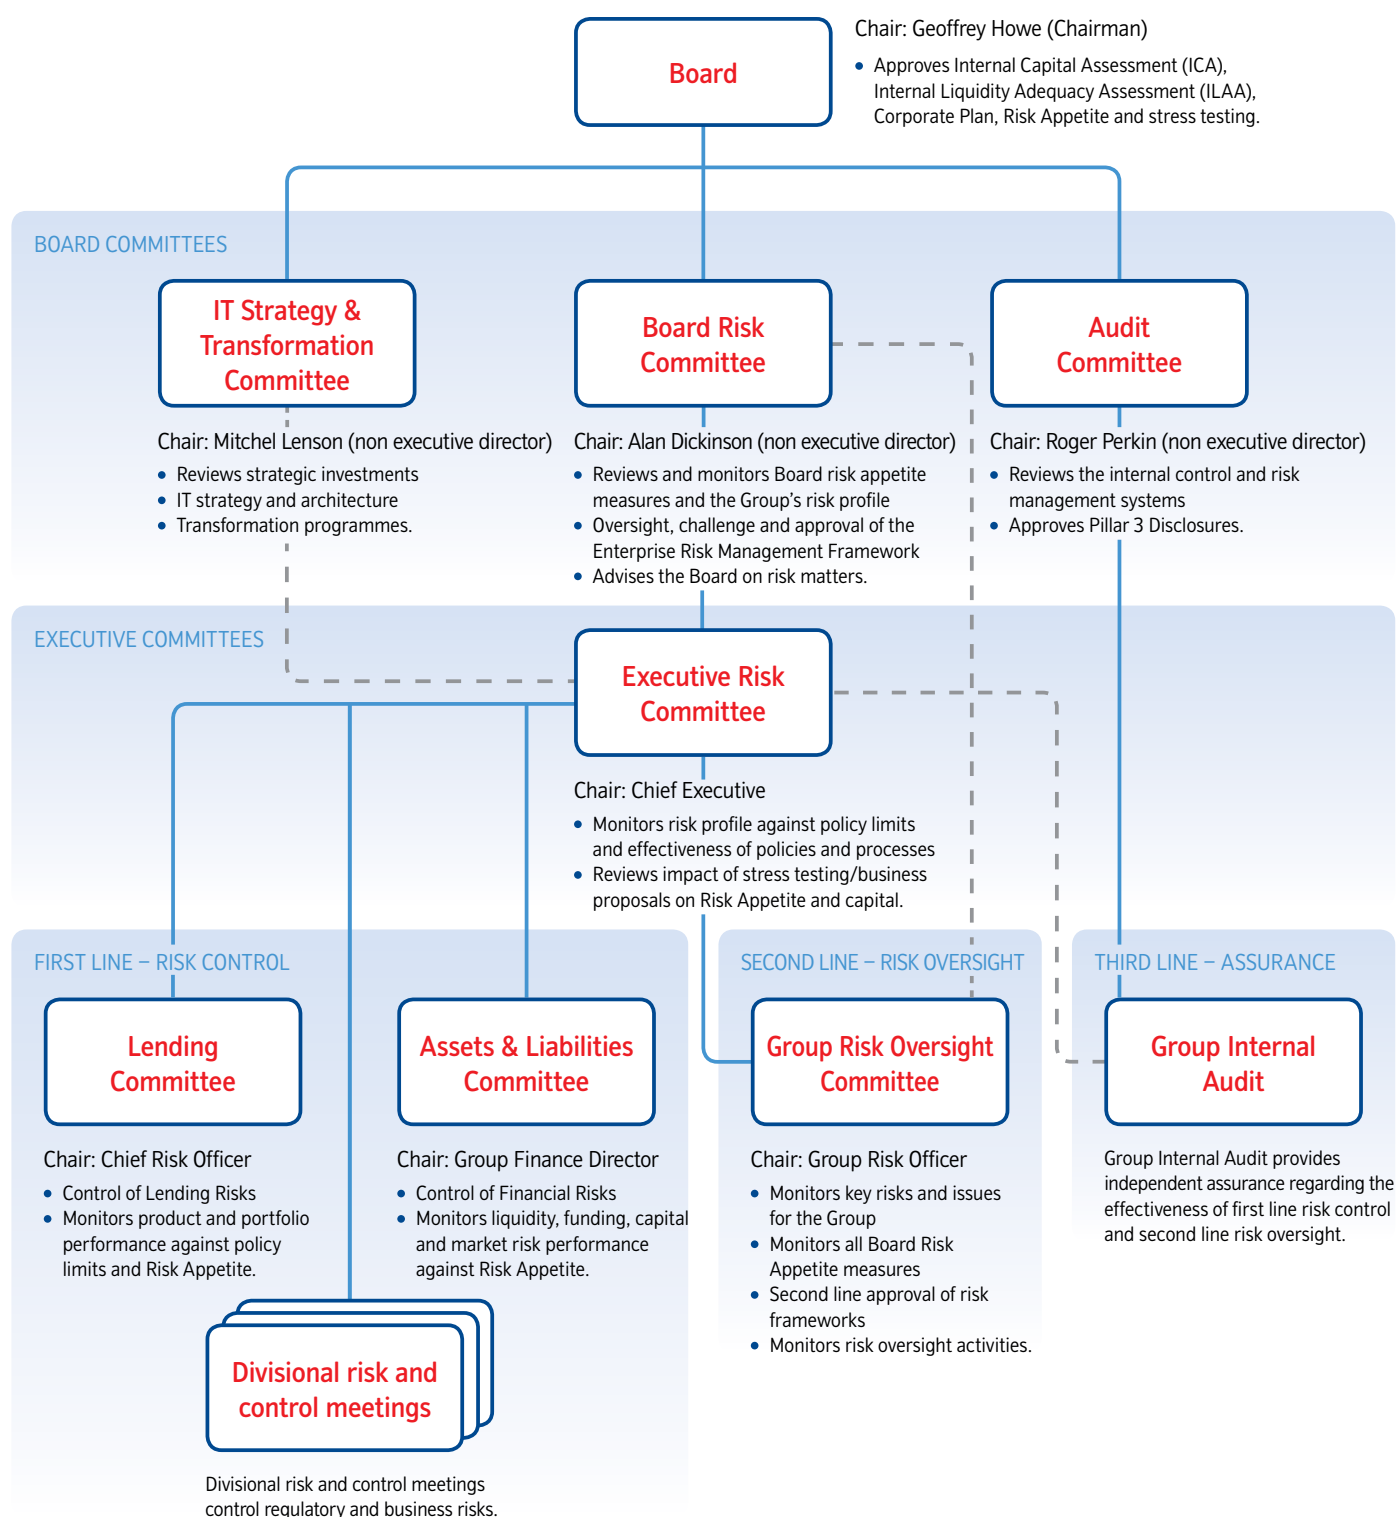 Board
Chair: Geoffrey Howe (Chairman)
• Approves Internal Capital Assessment (ICA),
Internal Liquidity Adequacy Assessment (ILAA),
Corporate Plan, Risk Appetite and stress testing.
BOARD COMMITTEES
IT Strategy &
Transformation
Committee
Chair: Mitchel Lenson (non executive director)
• Reviews strategic investments
• IT strategy and architecture
• Transformation programmes.
Board Risk
Committee
Chair: Alan Dickinson (non executive director)
• Reviews and monitors Board risk appetite
measures and the Group’s risk profile
• Oversight, challenge and approval of the
Enterprise Risk Management Framework
• Advises the Board on risk matters.
Audit
Committee
Chair: Roger Perkin (non executive director)
• Reviews the internal control and risk
management systems
• Approves Pillar 3 Disclosures.
EXECUTIVE COMMITTEES
Executive Risk
Committee
Chair: Chief Executive
• Monitors risk profile against policy limits
and effectiveness of policies and processes
• Reviews impact of stress testing/business
proposals on Risk Appetite and capital.
FIRST LINE – RISK CONTROL
Lending
Committee
Chair: Chief Risk Officer
• Control of Lending Risks
• Monitors product and portfolio
performance against policy
limits and Risk Appetite.
Assets & Liabilities
Committee
Chair: Group Finance Director
• Control of Financial Risks
• Monitors liquidity, funding, capital
and market risk performance
against Risk Appetite.
Divisional risk and
control meetings
Divisional risk and control meetings
control regulatory and business risks.
SECOND LINE – RISK OVERSIGHT
Group Risk Oversight
Committee
Chair: Group Risk Officer
• Monitors key risks and issues
for the Group
• Monitors all Board Risk
Appetite measures
• Second line approval of risk
frameworks
• Monitors risk oversight activities.
THIRD LINE – ASSURANCE
Group Internal
Audit
Group Internal Audit provides
independent assurance regarding the
effectiveness of first line risk control
and second line risk oversight.